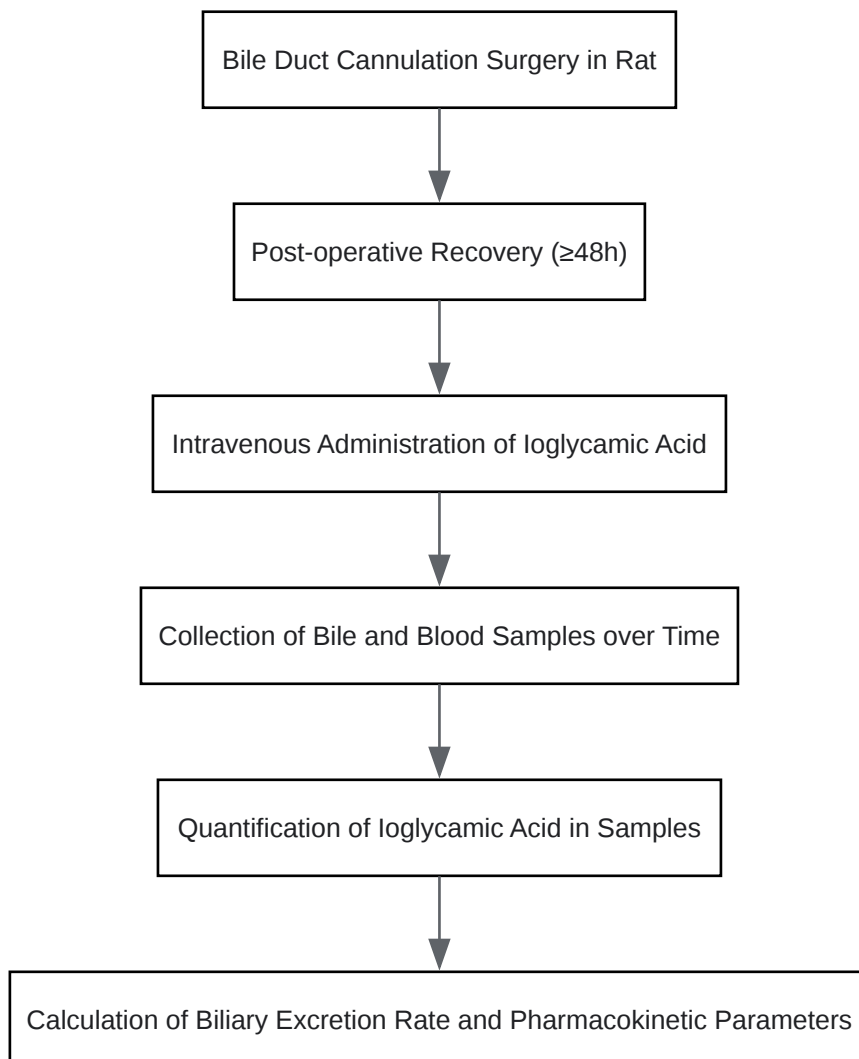 Bile Duct Cannulation Surgery in Rat
Post-operative Recovery (≥48h)
Intravenous Administration of Ioglycamic Acid
Collection of Bile and Blood Samples over Time
Quantification of Ioglycamic Acid in Samples
Calculation of Biliary Excretion Rate and Pharmacokinetic Parameters